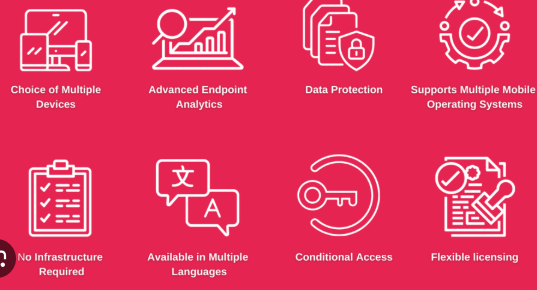 Choice of Multiple
Devices
Advanced Endpoint
Analytics
Data Protection
Supports Multiple Mobile
Operating Systems
文
A
No Infrastructure
Required
Available in Multiple
Languages
Conditional Access
Flexible licensing